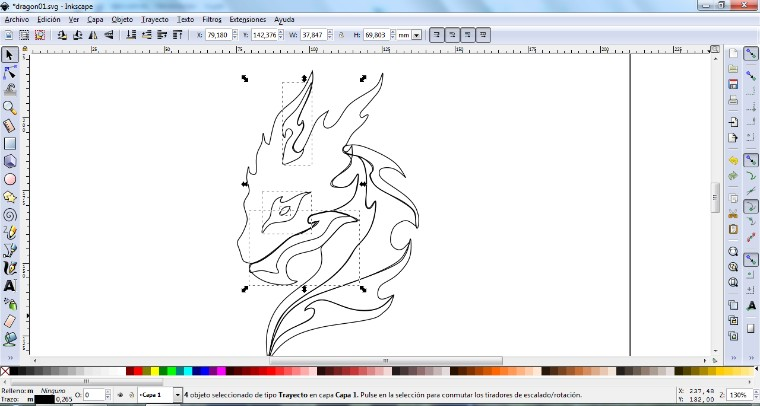 *dragon01.svg - Inkscape
Archivo Edición Ver Capa Objeto Trayecto Texto Filtros Extensiones Ayuda
X: 79,180 Y: 142,376 W: 37,847 H: 69,803 mm
Relleno: m Ninguno
Trazo: m 0,265
O: 0
Capa 1
4 objeto seleccionado de tipo Trayecto en capa Capa 1. Pulse en la selección para conmutar los tiradores de escalado/rotación.
X: 237,48
Y: 182,00
Z: 130%